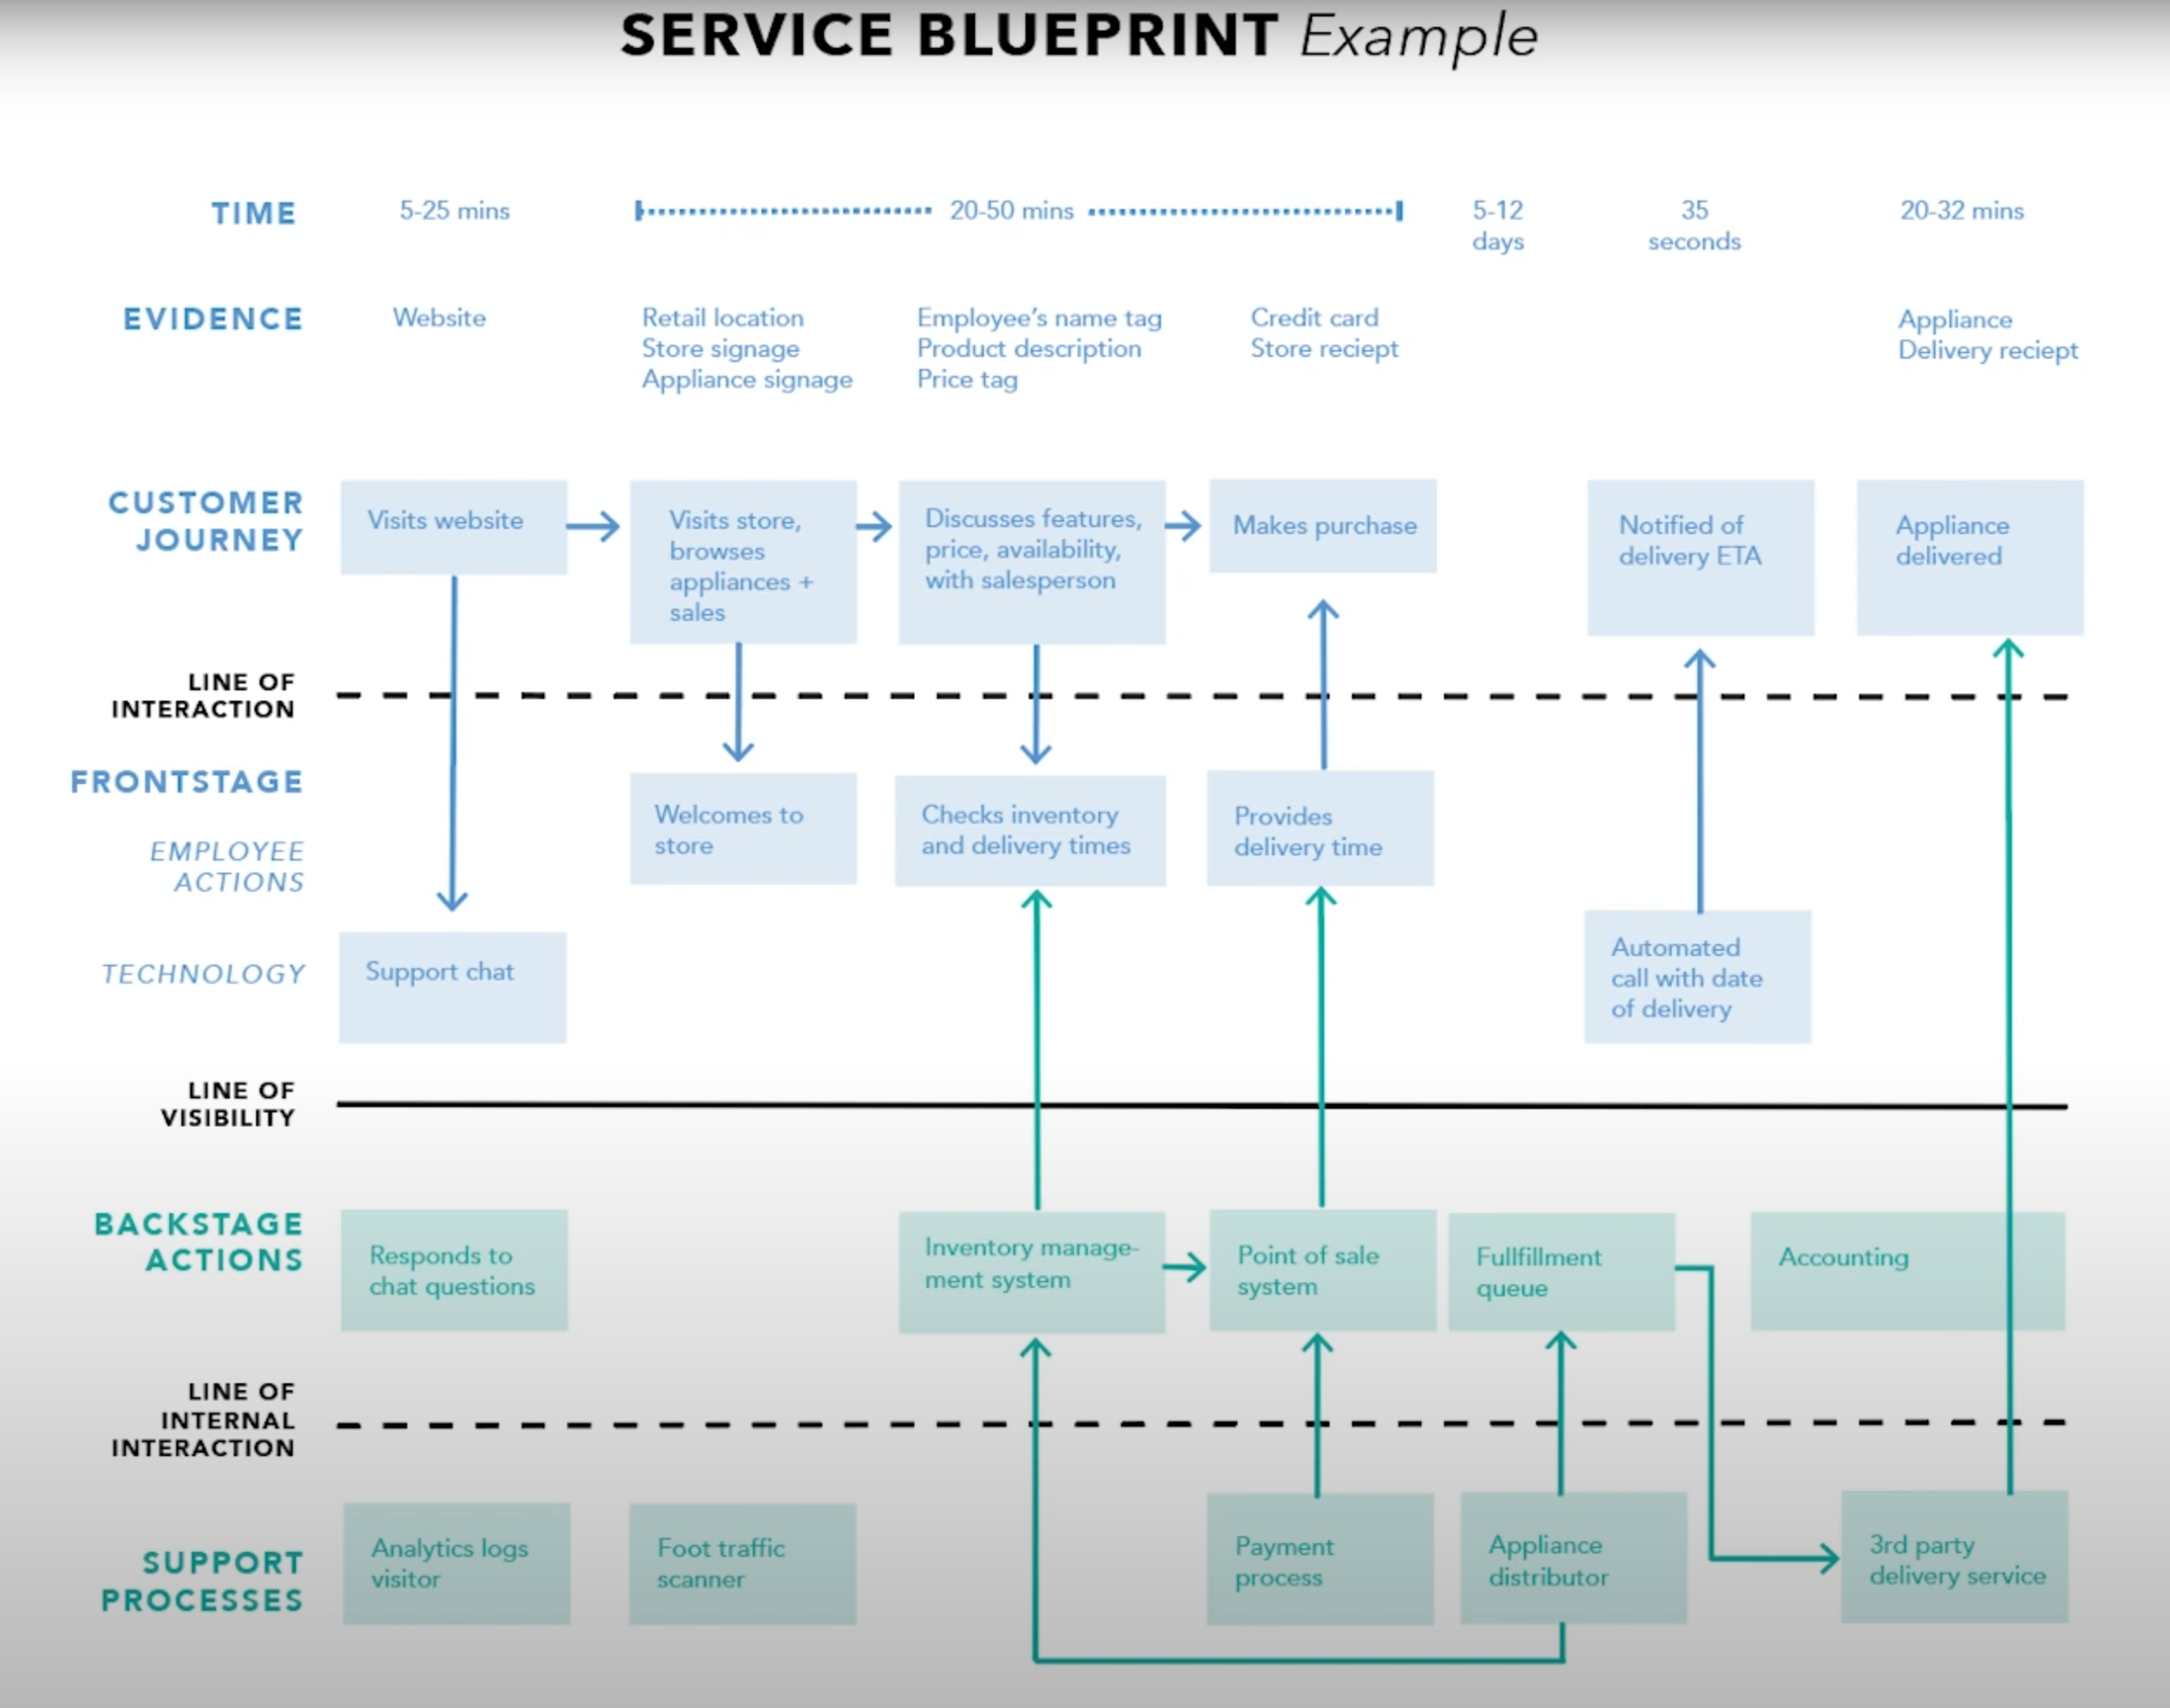 SERVICE BLUEPRINT Example
TIME
5-25 mins
20-50 mins
5-12
days
35
seconds
20-32 mins
EVIDENCE
Website
Retail location
Store signage
Appliance signage
Employee's name tag
Product description
Price tag
Credit card
Store reciept
Appliance
Delivery reciept
CUSTOMER
JOURNEY
Visits website
Visits store,
browses
appliances +
sales
Discusses features,
price, availability,
with salesperson
Makes purchase
Notified of
delivery ETA
Appliance
delivered
LINE OF
INTERACTION
FRONTSTAGE
EMPLOYEE
ACTIONS
Welcomes to
store
Checks inventory
and delivery times
Provides
delivery time
TECHNOLOGY
Support chat
Automated
call with date
of delivery
LINE OF
VISIBILITY
BACKSTAGE
ACTIONS
Responds to
chat questions
Inventory manage-
ment system
Point of sale
system
Fullfillment
queue
Accounting
LINE OF
INTERNAL
INTERACTION
SUPPORT
PROCESSES
Analytics logs
visitor
Foot traffic
scanner
Payment
process
Appliance
distributor
3rd party
delivery service